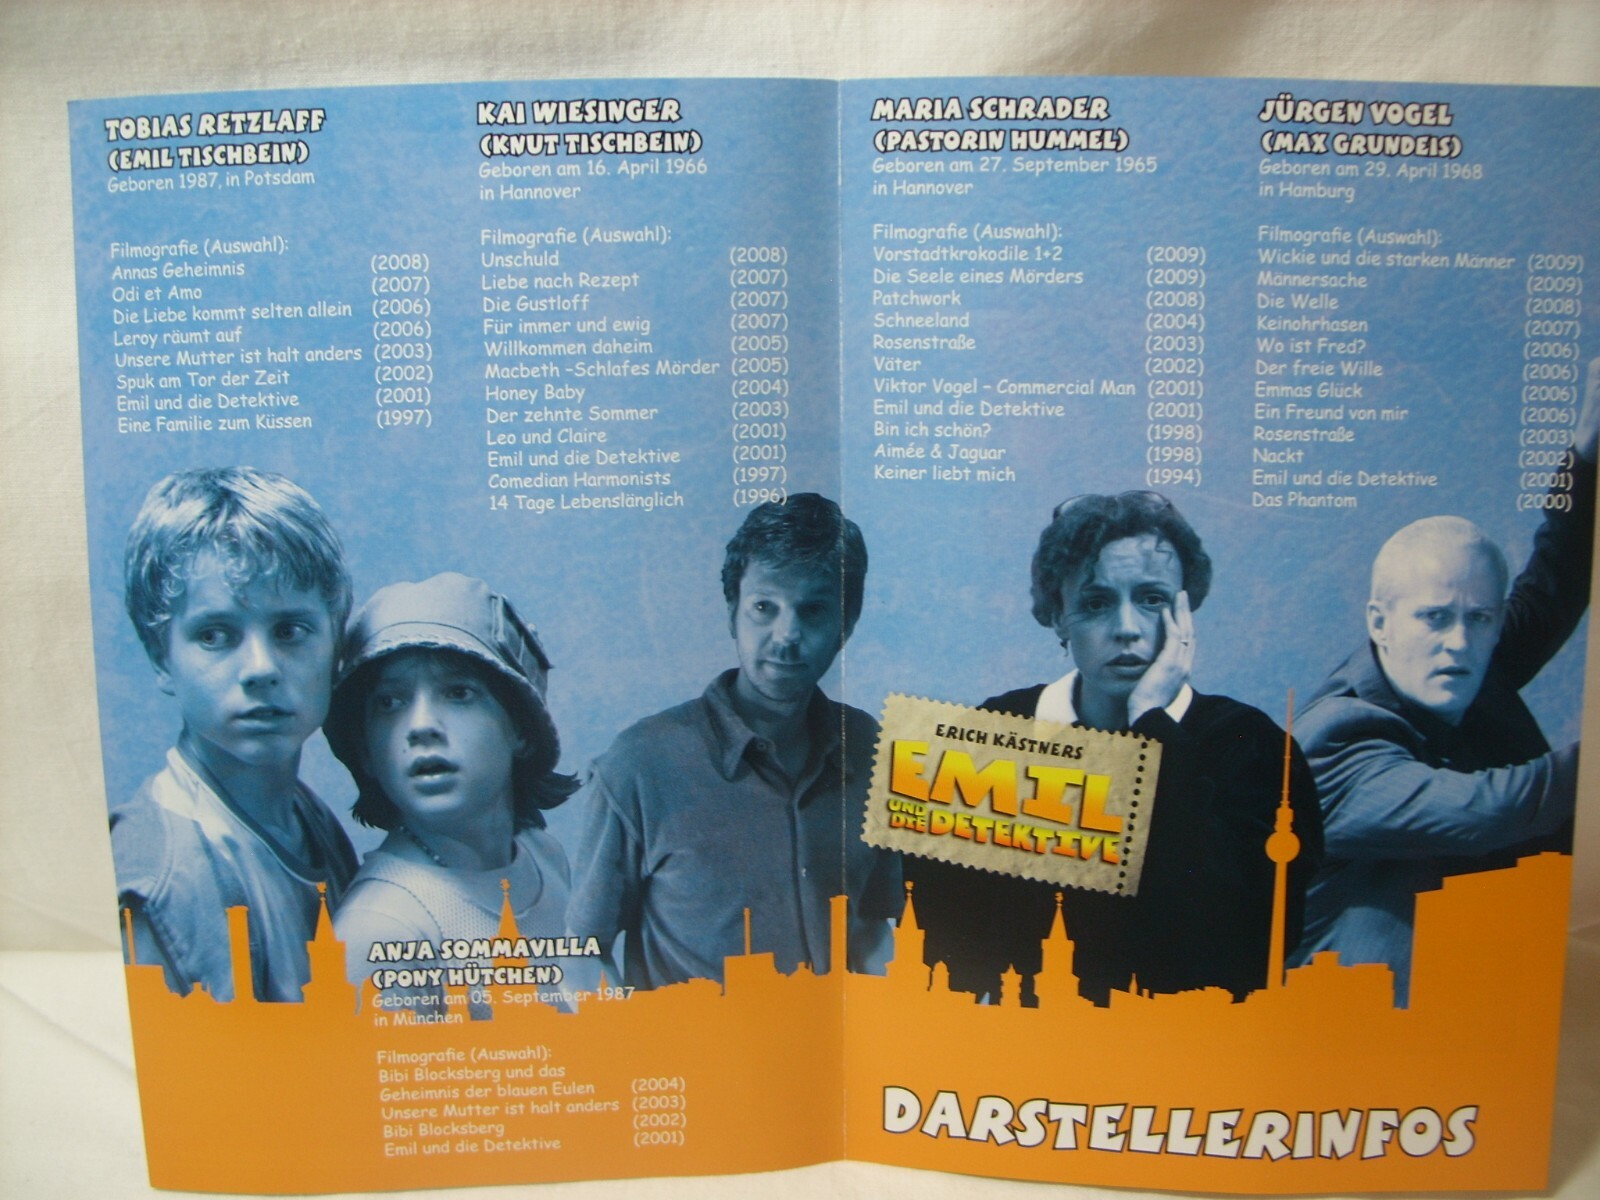 TOBIAS RETZLAFF
(EMIL TISCHBEIN)
Geboren 1987, in Potsdam
Filmografie (Auswahl):
Annas Geheimnis (2008)
Odi et Amo (2007)
Die Liebe kommt selten allein (2006)
Leroy räumt auf (2006)
Unsere Mutter ist halt anders (2003)
Spuk am Tor der Zeit (2002)
Emil und die Detektive (2001)
Eine Familie zum Küssen (1997)
KAI WIESINGER
(KNUT TISCHBEIN)
Geboren am 16. April 1966
in Hannover
Filmografie (Auswahl):
Unschuld (2008)
Liebe nach Rezept (2007)
Die Gustloff (2007)
Für immer und ewig (2007)
Willkommen daheim (2005)
Macbeth -Schlafes Mörder (2005)
Honey Baby (2004)
Der zehnte Sommer (2003)
Leo und Claire (2001)
Emil und die Detektive (2001)
Comedian Harmonists (1997)
14 Tage Lebenslänglich (1996)
MARIA SCHRADER
(PASTORIN HUMMEL)
Geboren am 27. September 1965
in Hannover
Filmografie (Auswahl):
Vorstadtkrokodile 1+2 (2009)
Die Seele eines Mörders (2009)
Patchwork (2008)
Schneeland (2004)
Rosenstraße (2003)
Väter (2002)
Viktor Vogel - Commercial Man (2001)
Emil und die Detektive (2001)
Bin ich schön? (1998)
Aimée & Jaguar (1998)
Keiner liebt mich (1994)
JÜRGEN VOGEL
(MAX GRUNDEIS)
Geboren am 29. April 1968
in Hamburg
Filmografie (Auswahl):
Wickie und die starken Männer (2009)
Männersache (2009)
Die Welle (2008)
Keinohrhasen (2007)
Wo ist Fred? (2006)
Der freie Wille (2006)
Emmas Glück (2006)
Ein Freund von mir (2006)
Rosenstraße (2003)
Nackt (2002)
Emil und die Detektive (2001)
Das Phantom (2000)
ERICH KÄSTNERS
EMIL
UND
DIE DETEKTIVE
ANJA SOMMAVILLA
(PONY HÜTCHEN)
Geboren am 05. September 1987
in München
Filmografie (Auswahl):
Bibi Blocksberg und das
Geheimnis der blauen Eulen (2004)
Unsere Mutter ist halt anders (2003)
Bibi Blocksberg (2002)
Emil und die Detektive (2001)
DARSTELLERINFOS